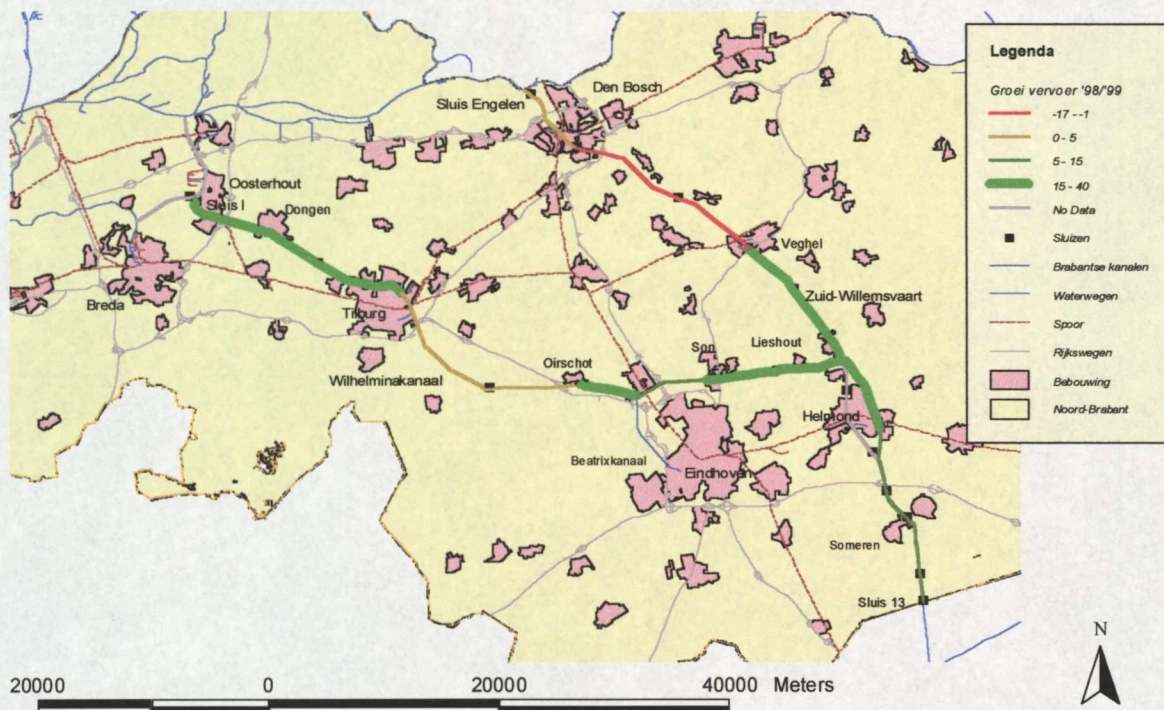 Sluis Engelen
Den Bosch
Oosterhout
Sluis I
Dongen
Breda
Tilburg
Wilhelminakanaal
Oirschot
Son
Lieshout
Veghel
Zuid-Willemsvaart
Helmond
Beatrixkanaal
Eindhoven
Someren
Sluis 13
Legenda
Groei vervoer '98/'99
-17 - -1
0 - 5
5 - 15
15 - 40
No Data
Sluizen
Brabantse kanalen
Waterwegen
Spoor
Rijkswegen
Bebouwing
Noord-Brabant
N
20000 0 20000 40000 Meters